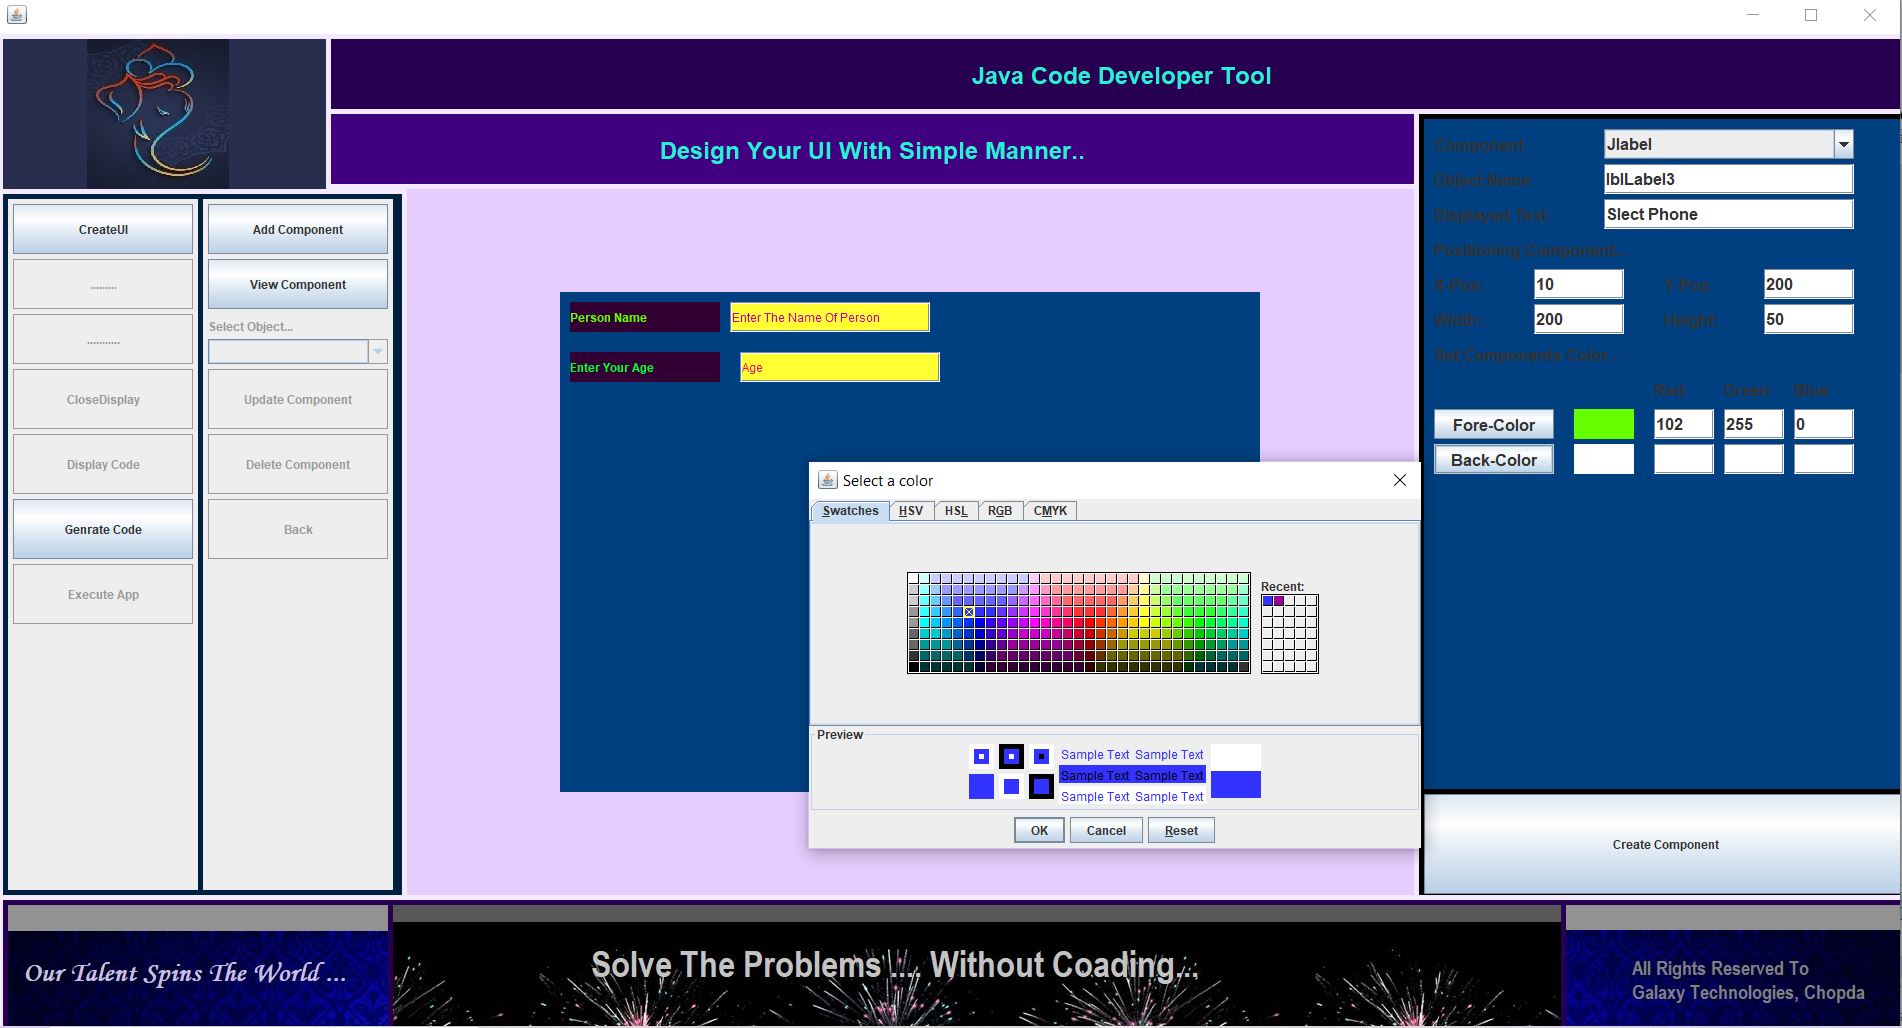 Java Code Developer Tool
Design Your UI With Simple Manner..
CreateUI
.........
...........
CloseDisplay
Display Code
Genrate Code
Execute App
Add Component
View Component
Select Object...
Update Component
Delete Component
Back
Person Name
Enter The Name Of Person
Enter Your Age
Age
Component
Jlabel
Object Name
lblLabel3
Displayed Text
Slect Phone
Positioning Component...
X-Pos:
10
Y-Pos:
200
Width:
200
Height:
50
Set Components Color...
Red
Green
Blue
Fore-Color
102
255
0
Back-Color
Select a color
Swatches
HSV
HSL
RGB
CMYK
Recent:
Preview
Sample Text Sample Text
Sample Text Sample Text
Sample Text Sample Text
OK
Cancel
Reset
Create Component
Our Talent Spins The World ...
Solve The Problems .... Without Coading...
All Rights Reserved To
Galaxy Technologies, Chopda